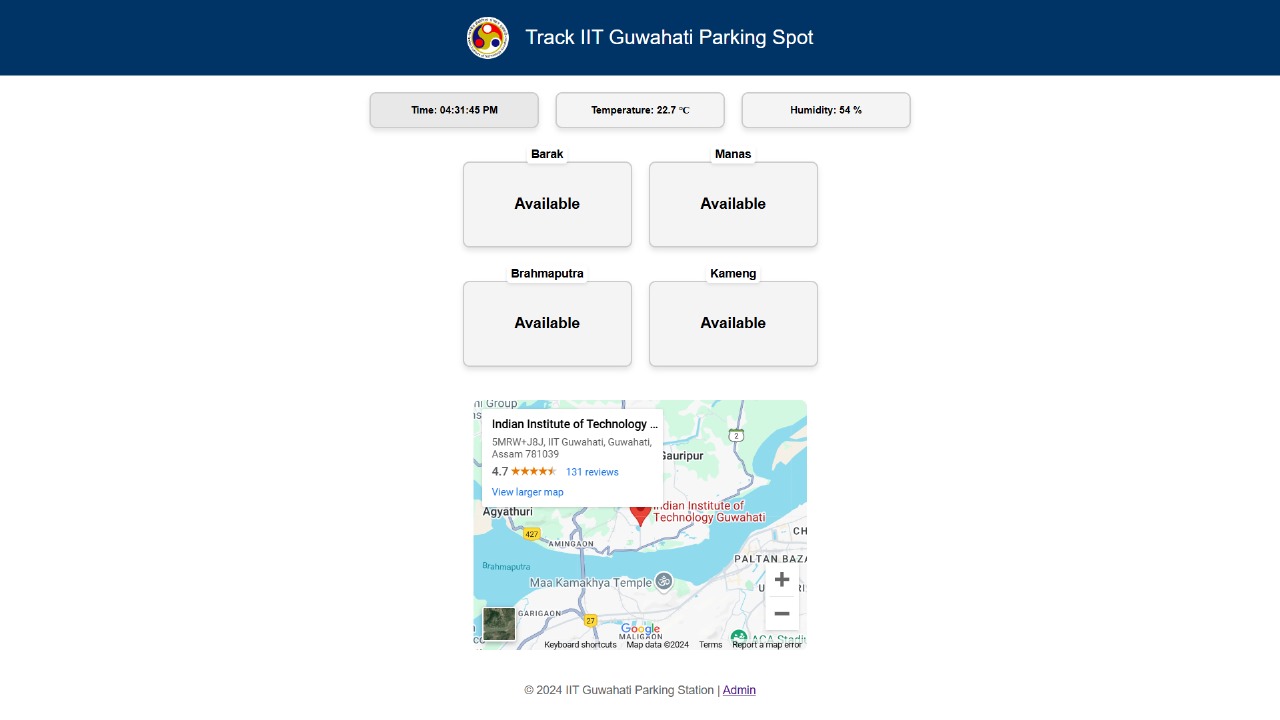 Track IIT Guwahati Parking Spot
Time: 04:31:45 PM
Temperature: 22.7 °C
Humidity: 54 %
Barak
Manas
Available
Available
Brahmaputra
Kameng
Available
Available
Indian Institute of Technology ...
5MRW+J8J, IIT Guwahati, Guwahati,
Assam 781039
4.7
131 reviews
View larger map
Group
2
Gauripur
Agyathuri
Indian Institute of
Technology Guwahati
427
AMINGAON
CH
PALTAN BAZA
Brahmaputra
Maa Kamakhya Temple
+
−
GARIGAON
27
Google
MALIGAON
Keyboard shortcuts
Map data ©2024
Terms
Report a map error
© 2024 IIT Guwahati Parking Station | Admin